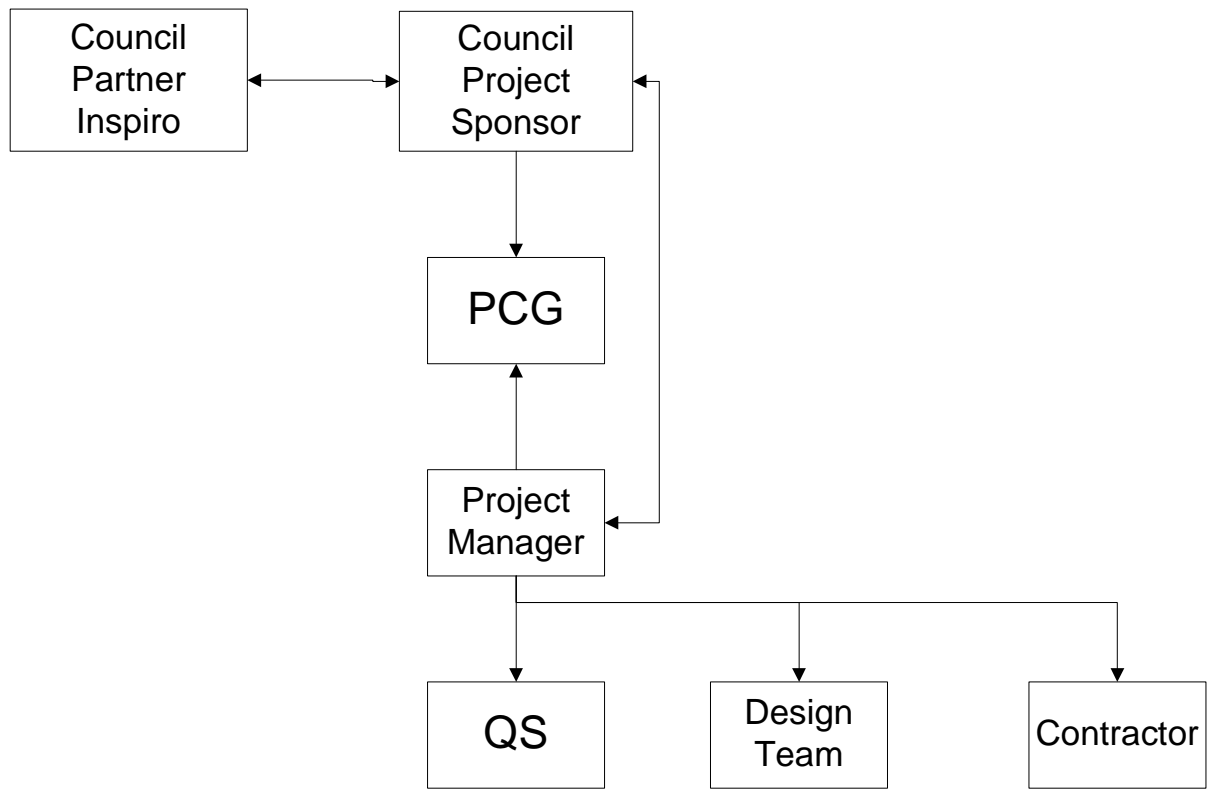 Council
Partner
Inspiro
Council
Project
Sponsor
PCG
Project
Manager
QS
Design
Team
Contractor